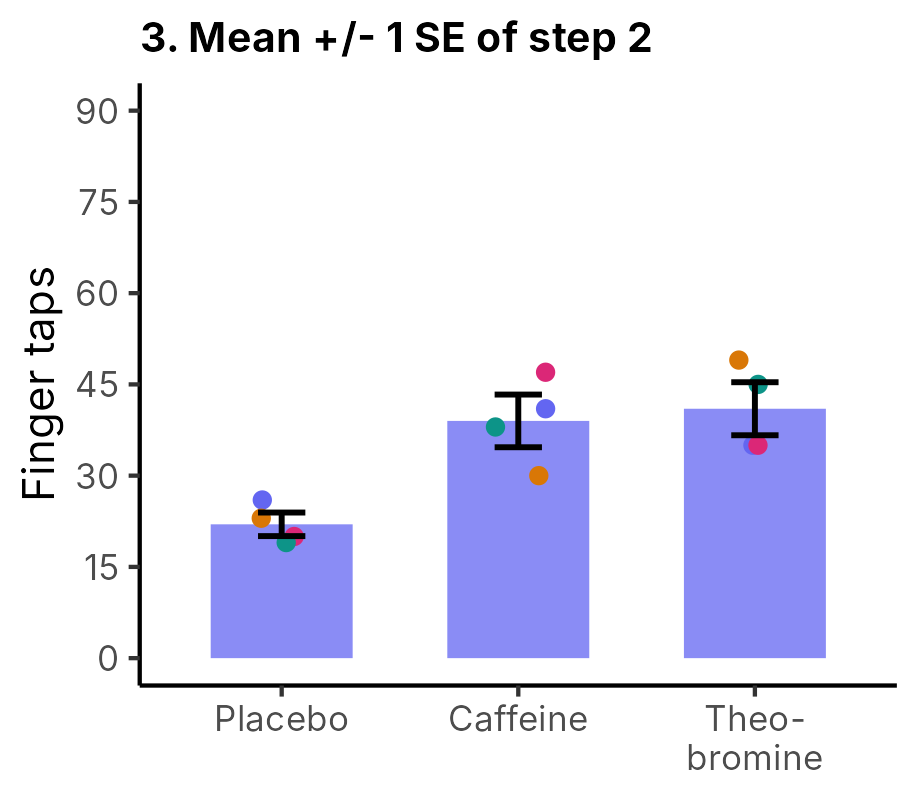 3. Mean +/- 1 SE of step 2
Finger taps
90
75
60
45
30
15
0
Placebo
Caffeine
Theo-
bromine